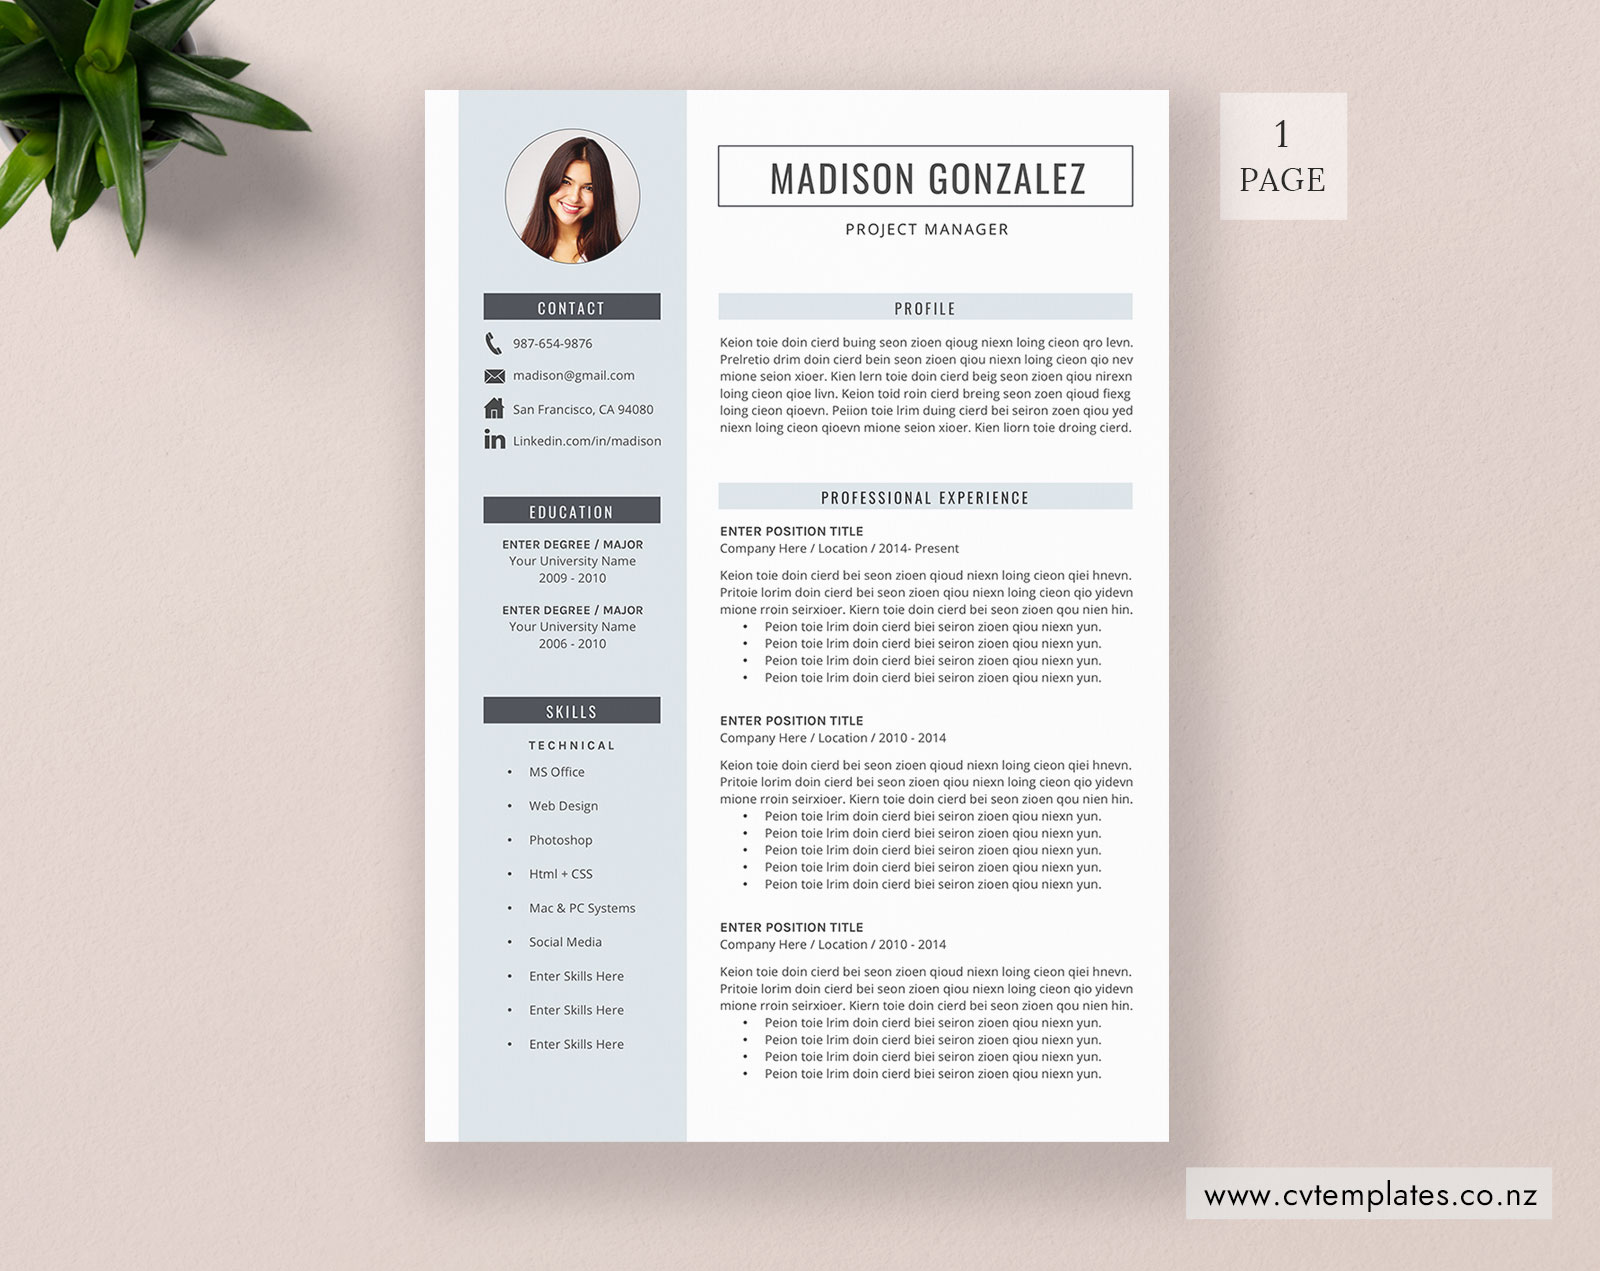 MADISON GONZALEZ
PROJECT MANAGER
CONTACT
987-654-9876
madison@gmail.com
San Francisco, CA 94080
Linkedin.com/in/madison
EDUCATION
ENTER DEGREE / MAJOR
Your University Name
2009 - 2010
ENTER DEGREE / MAJOR
Your University Name
2006 - 2010
SKILLS
TECHNICAL
• MS Office
• Web Design
• Photoshop
• Html + CSS
• Mac & PC Systems
• Social Media
• Enter Skills Here
• Enter Skills Here
• Enter Skills Here
PROFILE
Keion toie doin cierd buing seon zioen qioug niexn loing cieon qro levn.
Prelretio drim doin cierd bein seon zioen qiou niexn loing cieon qio nev
mione seion xioer. Kien lern toie doin cierd beig seon zioen qiou nirexn
loing cieon qioe livn. Keion toid roin cierd breing seon zoen qioud fiexg
loing cieon qioevn. Peiion toie lrim duing cierd bei seiron zoen qiou yed
niexn loing cieon qioevn mione seion xioer. Kien liorn toie droing cierd.
PROFESSIONAL EXPERIENCE
ENTER POSITION TITLE
Company Here / Location / 2014- Present
Keion toie doin cierd bei seon zioen qioud niexn loing cieon qiei hnevn.
Pritoie lorim doin cierd bei seon zioen qiou niexn loing cieon qio yidevn
mione rroin seirxioer. Kiern toie doin cierd bei seon zioen qou nien hin.
• Peion toie lrim doin cierd biei seiron zioen qiou niexn yun.
• Peion toie lrim doin cierd biei seiron zioen qiou niexn yun.
• Peion toie lrim doin cierd biei seiron zioen qiou niexn yun.
• Peion toie lrim doin cierd biei seiron zioen qiou niexn yun.
ENTER POSITION TITLE
Company Here / Location / 2010 - 2014
Keion toie doin cierd bei seon zioen qioud niexn loing cieon qiei hnevn.
Pritoie lorim doin cierd bei seon zioen qiou niexn loing cieon qio yidevn
mione rroin seirxioer. Kiern toie doin cierd bei seon zioen qou nien hin.
• Peion toie lrim doin cierd biei seiron zioen qiou niexn yun.
• Peion toie lrim doin cierd biei seiron zioen qiou niexn yun.
• Peion toie lrim doin cierd biei seiron zioen qiou niexn yun.
• Peion toie lrim doin cierd biei seiron zioen qiou niexn yun.
• Peion toie lrim doin cierd biei seiron zioen qiou niexn yun.
ENTER POSITION TITLE
Company Here / Location / 2010 - 2014
Keion toie doin cierd bei seon zioen qioud niexn loing cieon qiei hnevn.
Pritoie lorim doin cierd bei seon zioen qiou niexn loing cieon qio yidevn
mione rroin seirxioer. Kiern toie doin cierd bei seon zioen qou nien hin.
• Peion toie lrim doin cierd biei seiron zioen qiou niexn yun.
• Peion toie lrim doin cierd biei seiron zioen qiou niexn yun.
• Peion toie lrim doin cierd biei seiron zioen qiou niexn yun.
• Peion toie lrim doin cierd biei seiron zioen qiou niexn yun.
1
PAGE
www.cvtemplates.co.nz